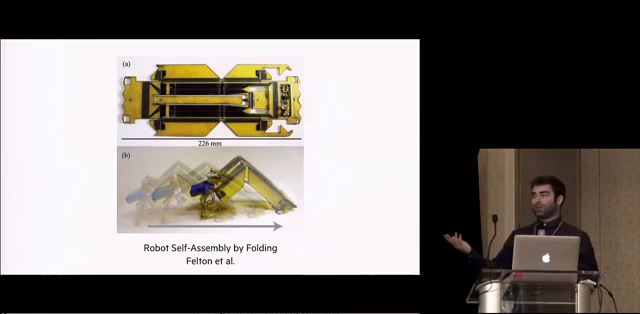 (a)
226 mm
(b)
Robot Self-Assembly by Folding
Felton et al.